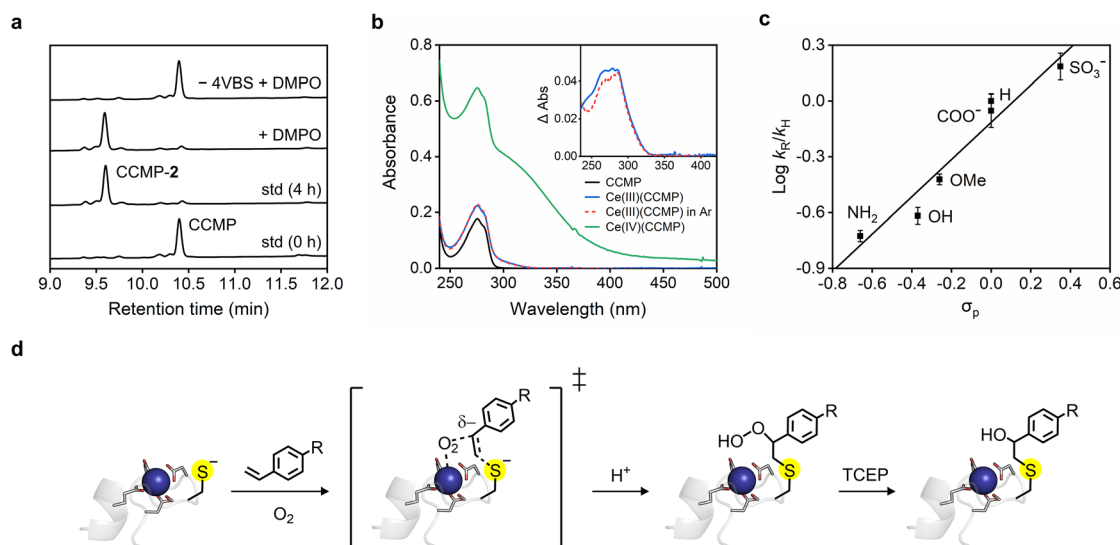 a
− 4VBS + DMPO
+ DMPO
CCMP-2
std (4 h)
CCMP
std (0 h)
9.0 9.5 10.0 10.5 11.0 11.5 12.0
Retention time (min)
b
Absorbance
0.8
0.6
0.4
0.2
0.0
250 300 350 400 450 500
Wavelength (nm)
Δ Abs
0.04
0.02
0.00
250 300 400
CCMP
Ce(III)(CCMP)
Ce(III)(CCMP) in Ar
Ce(IV)(CCMP)
c
Log kR/kH
0.3
0.0
-0.3
-0.6
-0.9
-0.8 -0.6 -0.4 -0.2 0.0 0.2 0.4 0.6
σp
SO3−
H
COO−
OMe
OH
NH2
d
S−
R
O2
δ−
O2
R
S−
‡
H+
HO
O
R
S
TCEP
HO
R
S